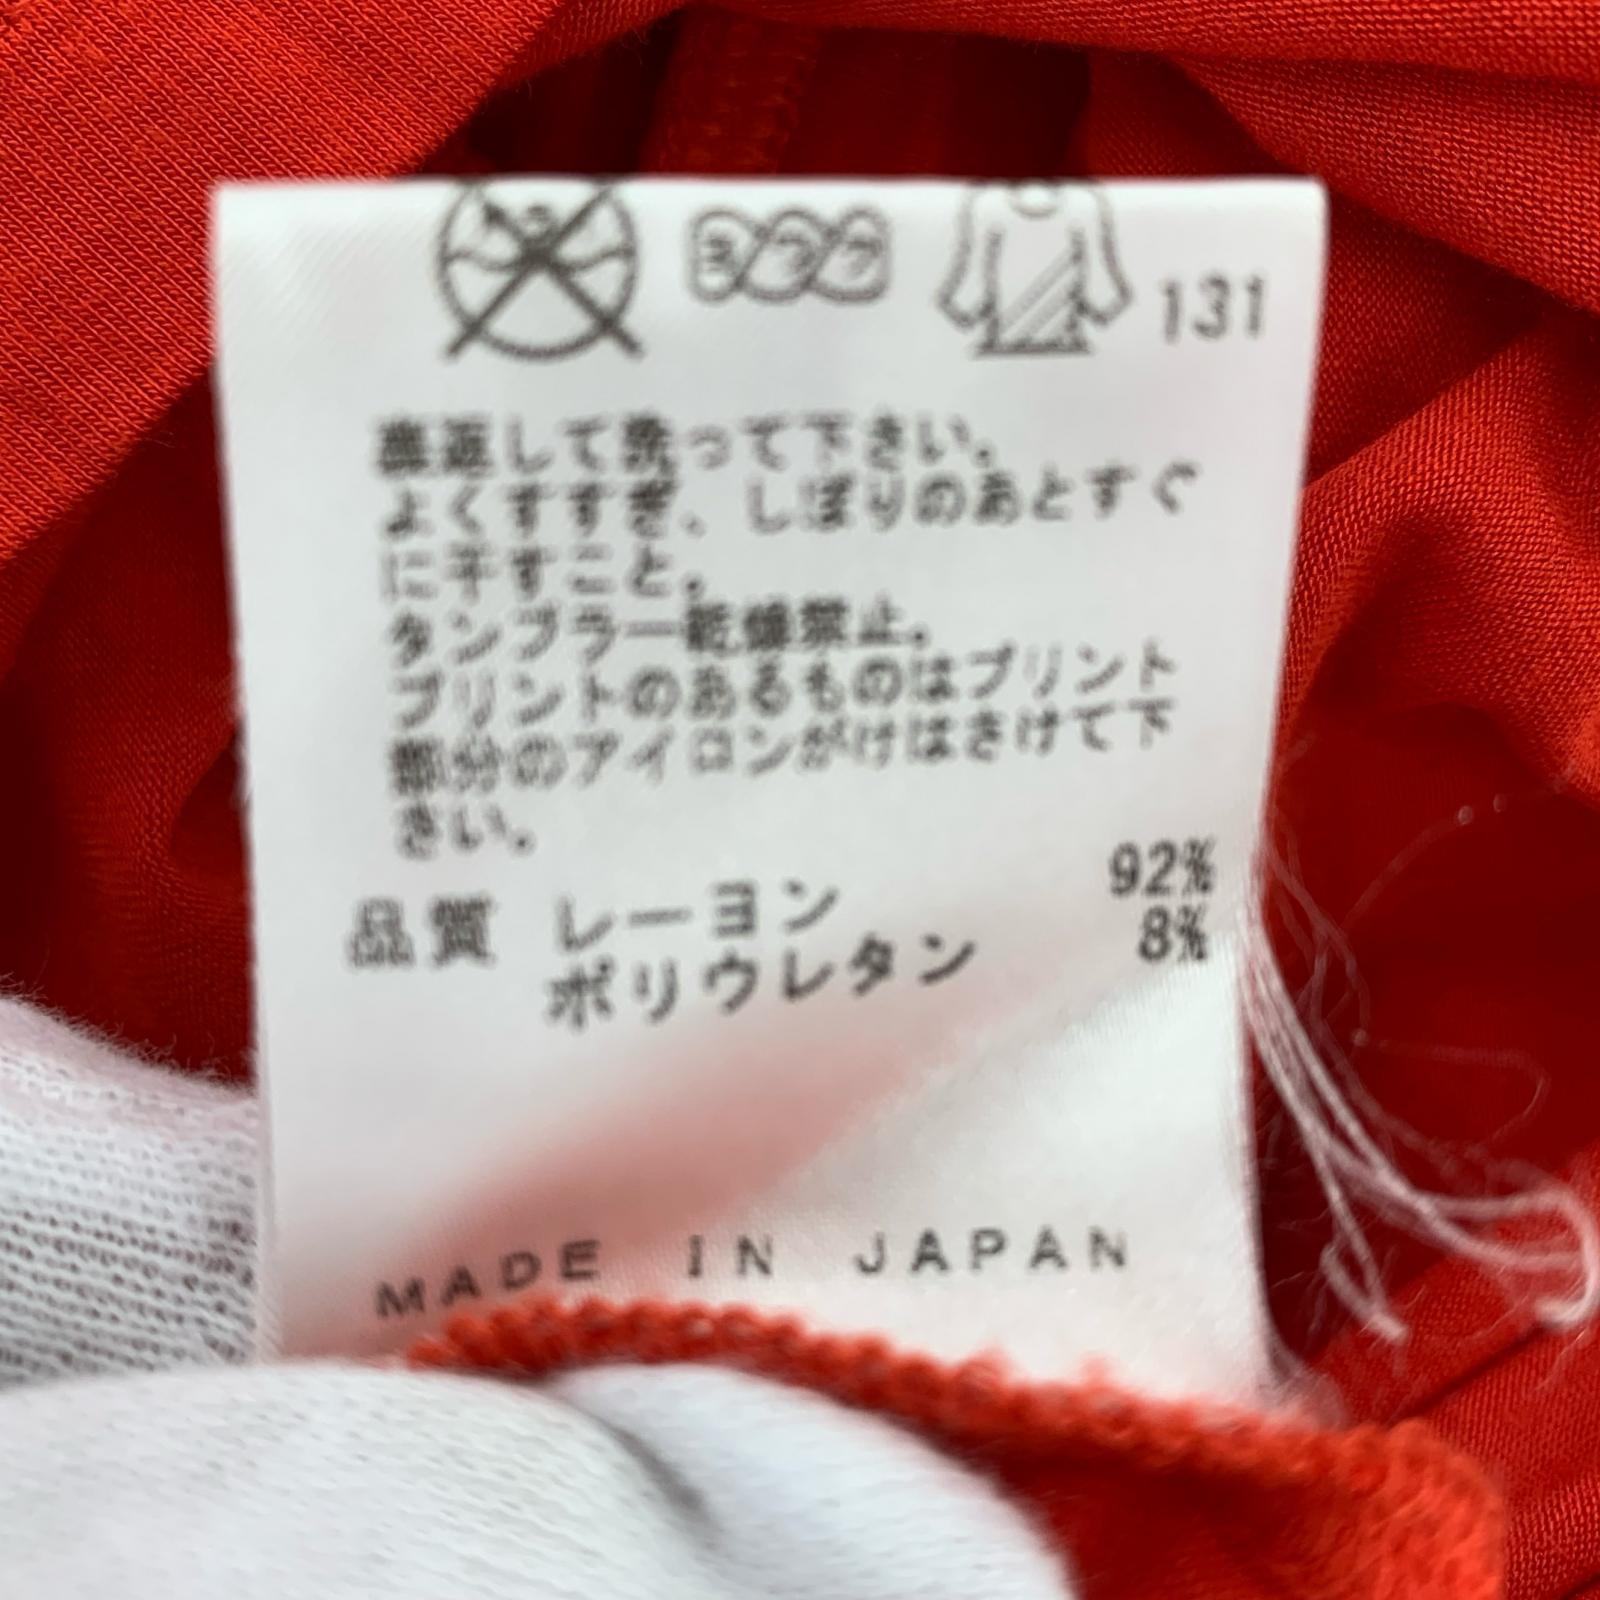 ヨワク
131
裏返して洗って下さい。
よくすすぎ、しぼりのあとすぐ
に干すこと。
タンブラー乾燥禁止。
プリントのあるものはプリント
部分のアイロンがけはさけて下
さい。
品質 レーヨン 92%
ポリウレタン 8%
MADE IN JAPAN